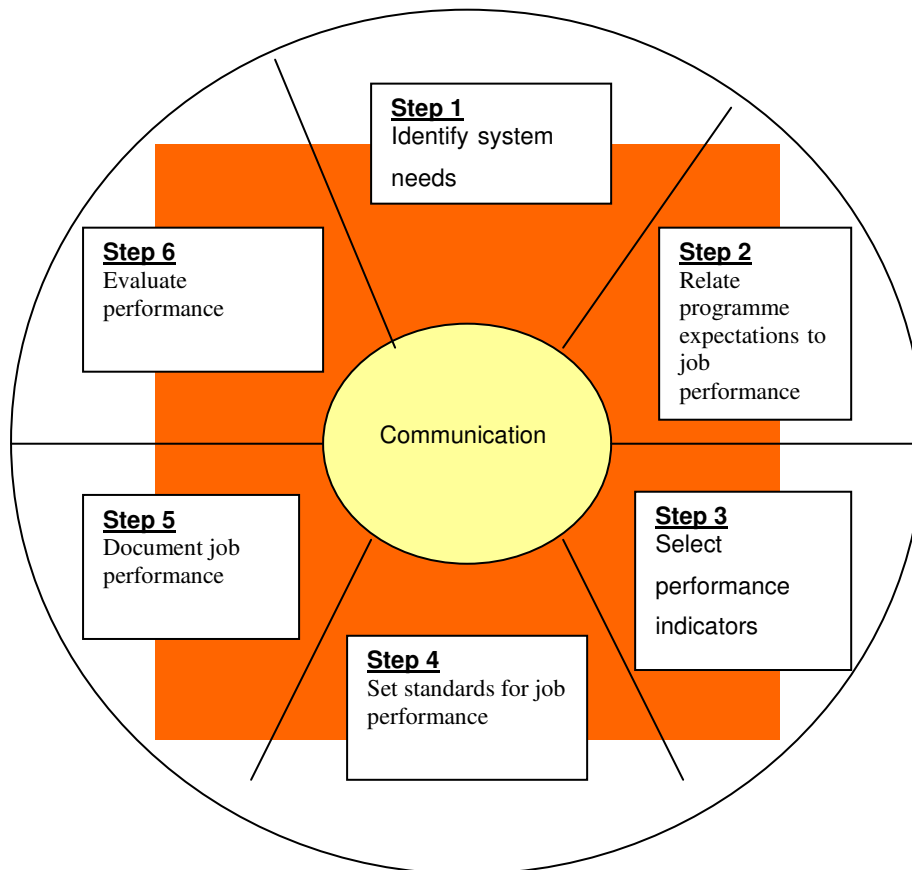 Step 1
Identify system
needs
Step 2
Relate
programme
expectations to
job
performance
Step 3
Select
performance
indicators
Step 4
Set standards for job
performance
Step 5
Document job
performance
Step 6
Evaluate
performance
Communication